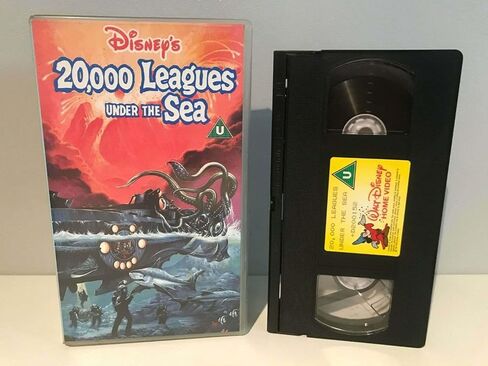 Disney's
20,000 Leagues
UNDER THE Sea
U
U
20,000 LEAGUES
UNDER THE SEA
Walt Disney
HOME VIDEO